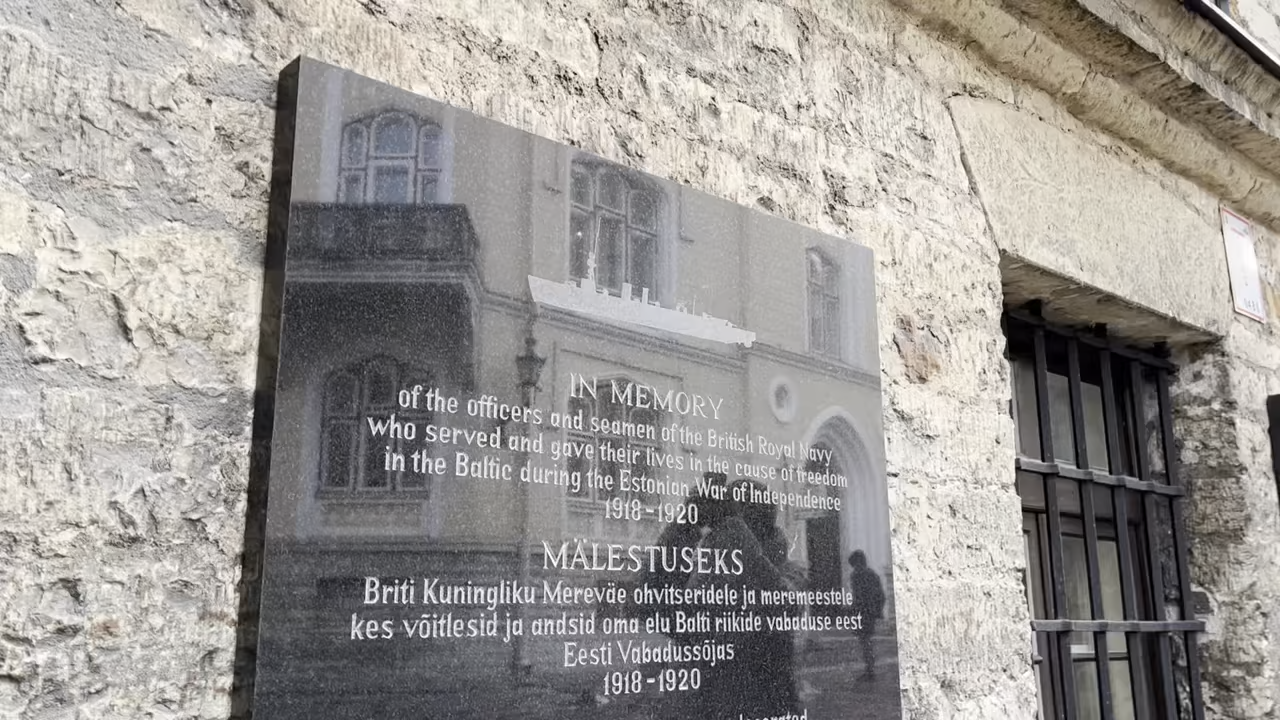 IN MEMORY
of the officers and seamen of the British Royal Navy
who served and gave their lives in the cause of freedom
in the Baltic during the Estonian War of Independence
1918-1920
MÄLESTUSEKS
Briti Kuningliku Mereväe ohvitseridele ja meremeestele
kes võitlesid ja andsid oma elu Balti riikide vabaduse eest
Eesti Vabadussõjas
1918-1920